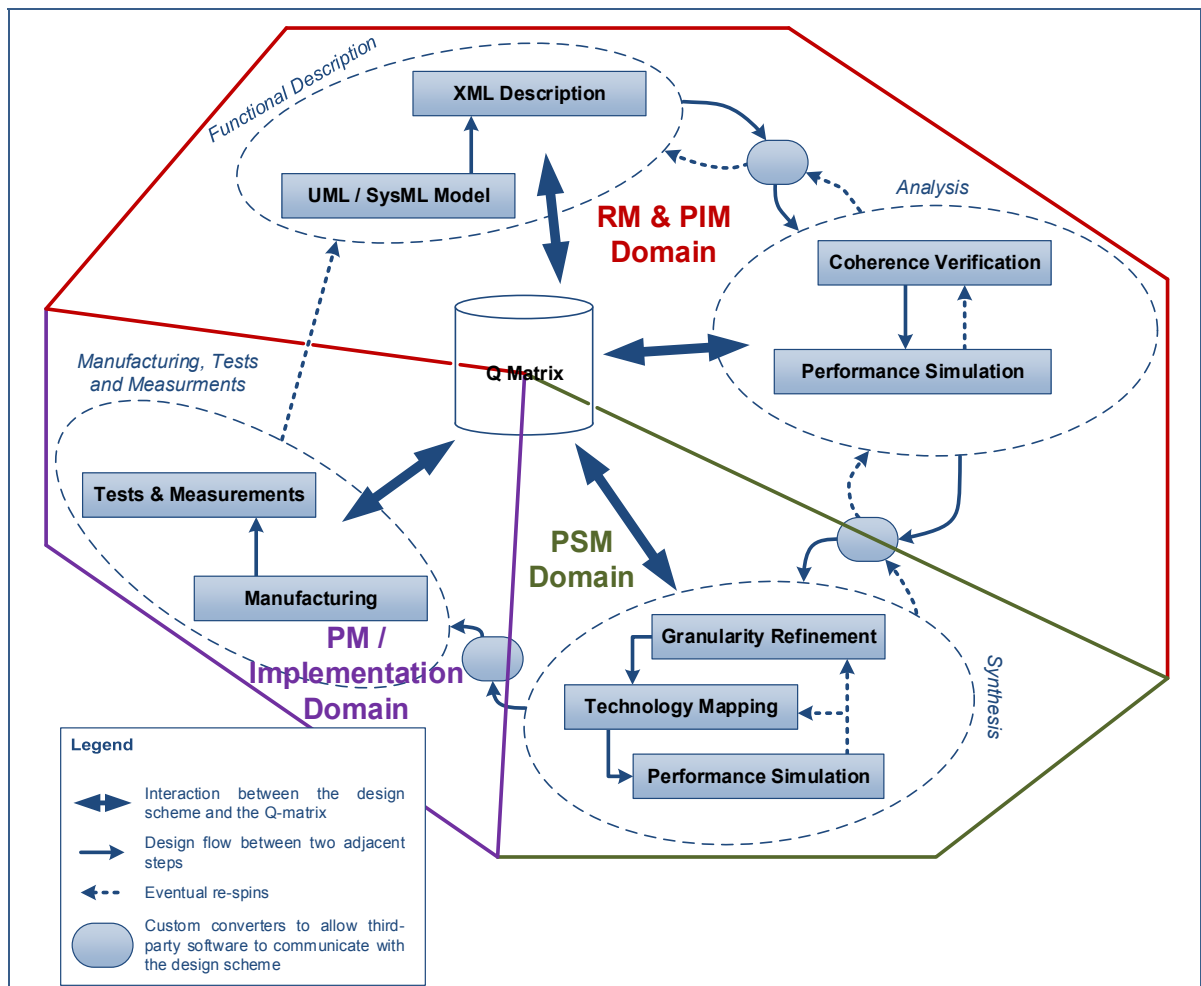 Functional Description
XML Description
UML / SysML Model
RM & PIM
Domain
Analysis
Coherence Verification
Performance Simulation
Q Matrix
Manufacturing, Tests
and Measurments
Tests & Measurements
Manufacturing
PM /
Implementation
Domain
PSM
Domain
Granularity Refinement
Technology Mapping
Performance Simulation
Synthesis
Legend
Interaction between the design
scheme and the Q-matrix
Design flow between two adjacent
steps
Eventual re-spins
Custom converters to allow third-
party software to communicate with
the design scheme